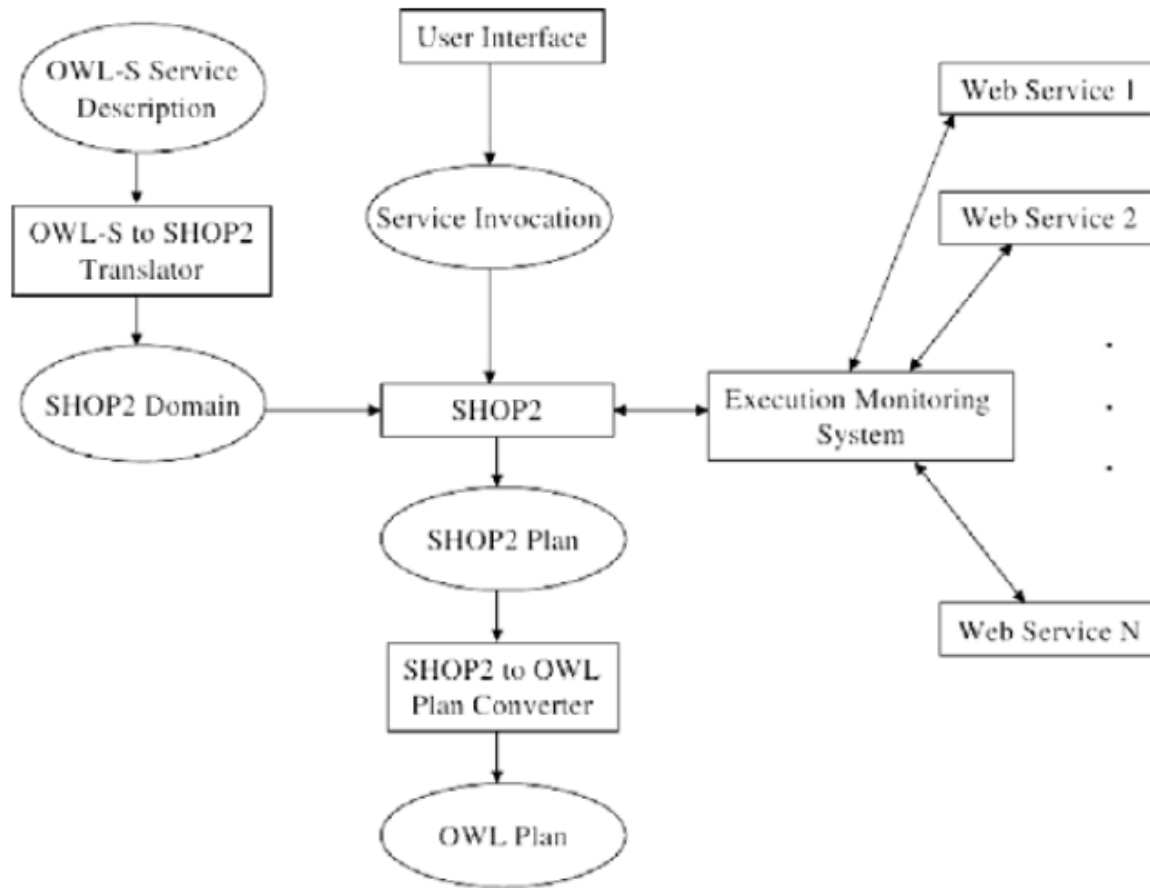 OWL-S Service
Description
User Interface
Web Service 1
OWL-S to SHOP2
Translator
Service Invocation
Web Service 2
SHOP2 Domain
SHOP2
Execution Monitoring
System
SHOP2 Plan
Web Service N
SHOP2 to OWL
Plan Converter
OWL Plan